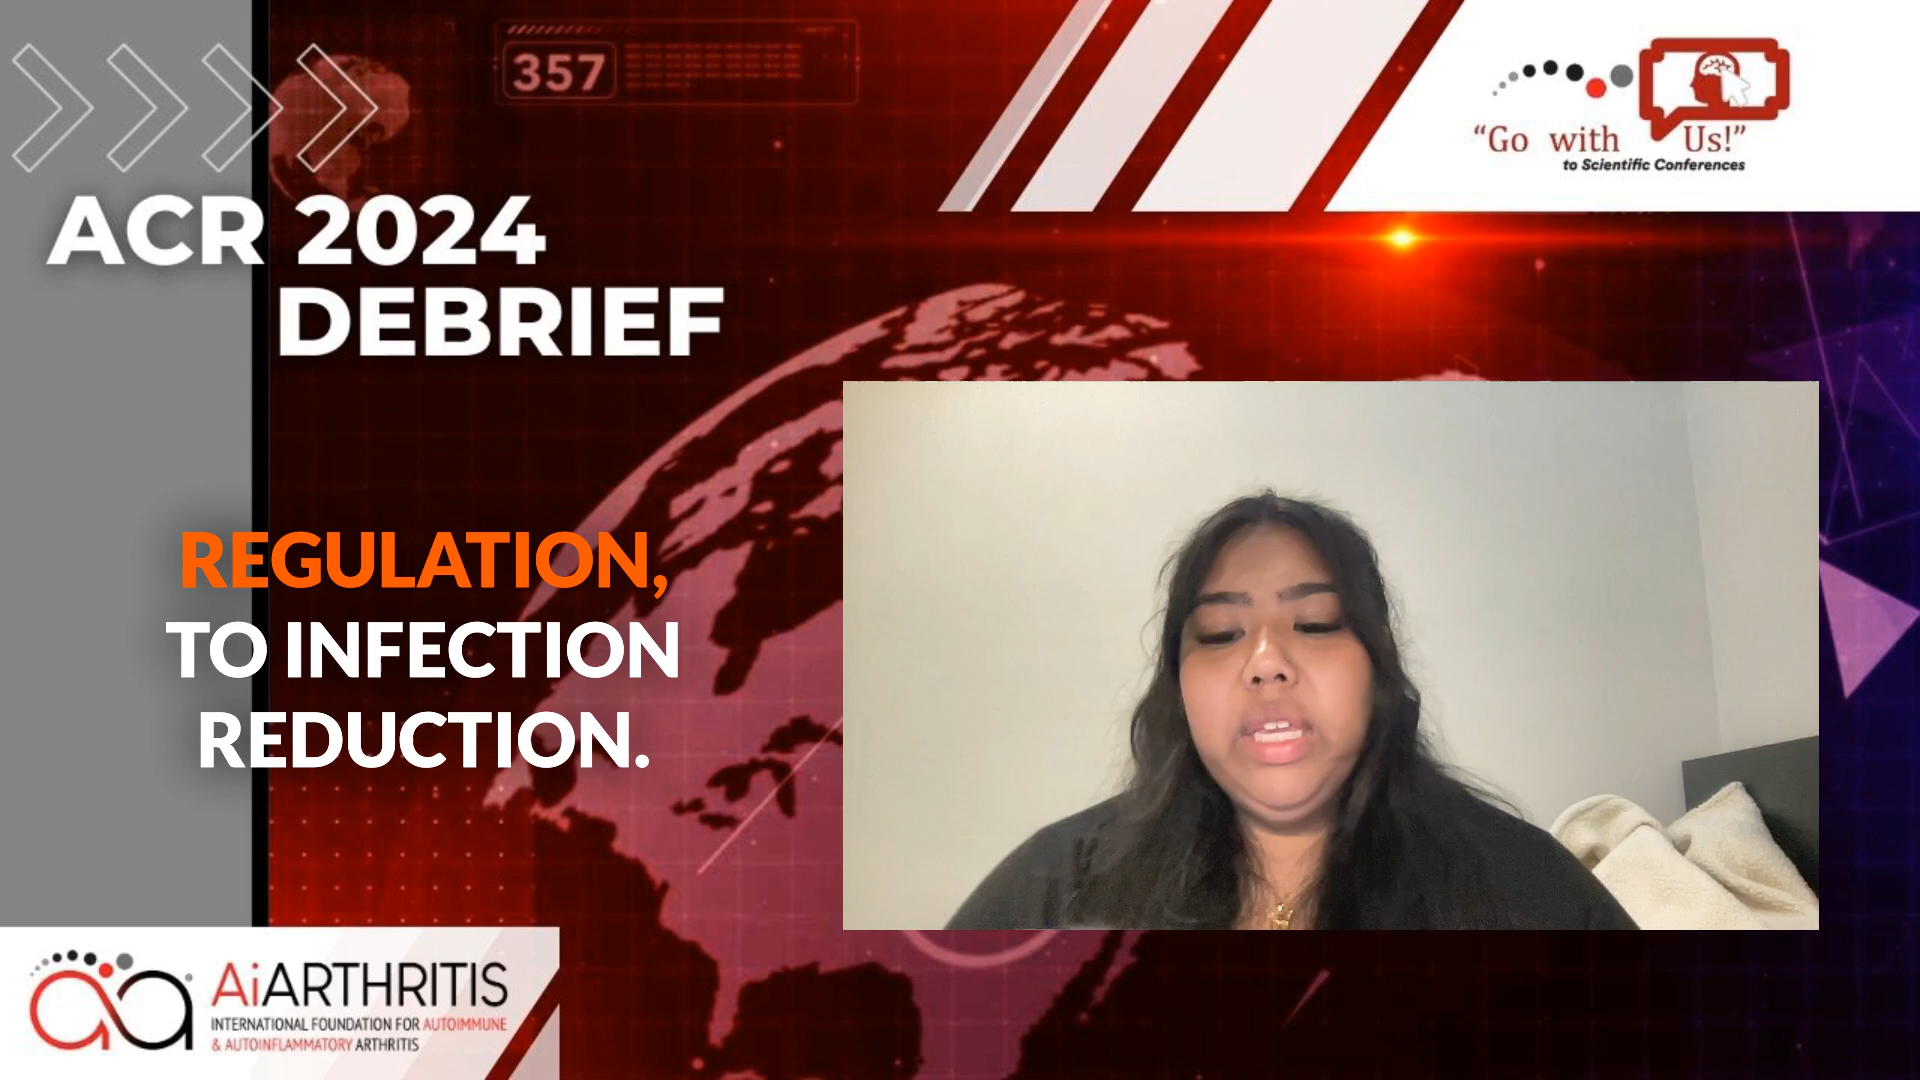 357
"Go with Us!"
to Scientific Conferences
ACR 2024
DEBRIEF
REGULATION,
TO INFECTION
REDUCTION.
AiARTHRITIS
INTERNATIONAL FOUNDATION FOR AUTOIMMUNE
& AUTOINFLAMMATORY ARTHRITIS